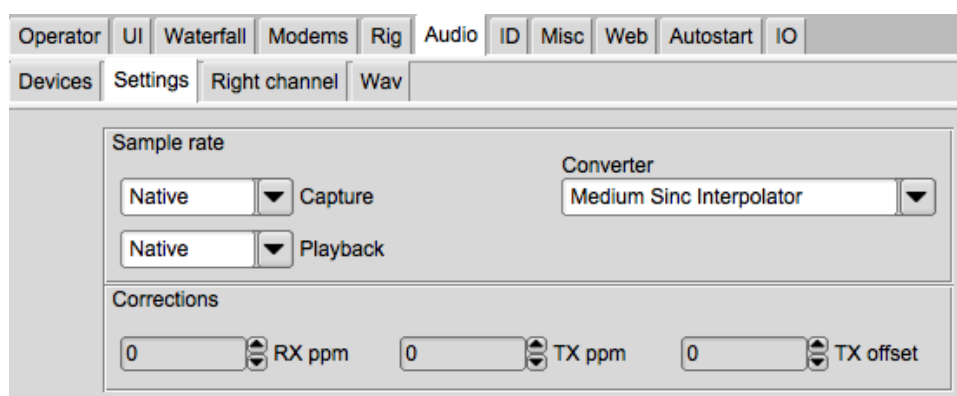 Operator UI Waterfall Modems Rig Audio ID Misc Web Autostart IO
Devices Settings Right channel Wav
Sample rate
Converter
Native Capture Medium Sinc Interpolator
Native Playback
Corrections
0 RX ppm 0 TX ppm 0 TX offset